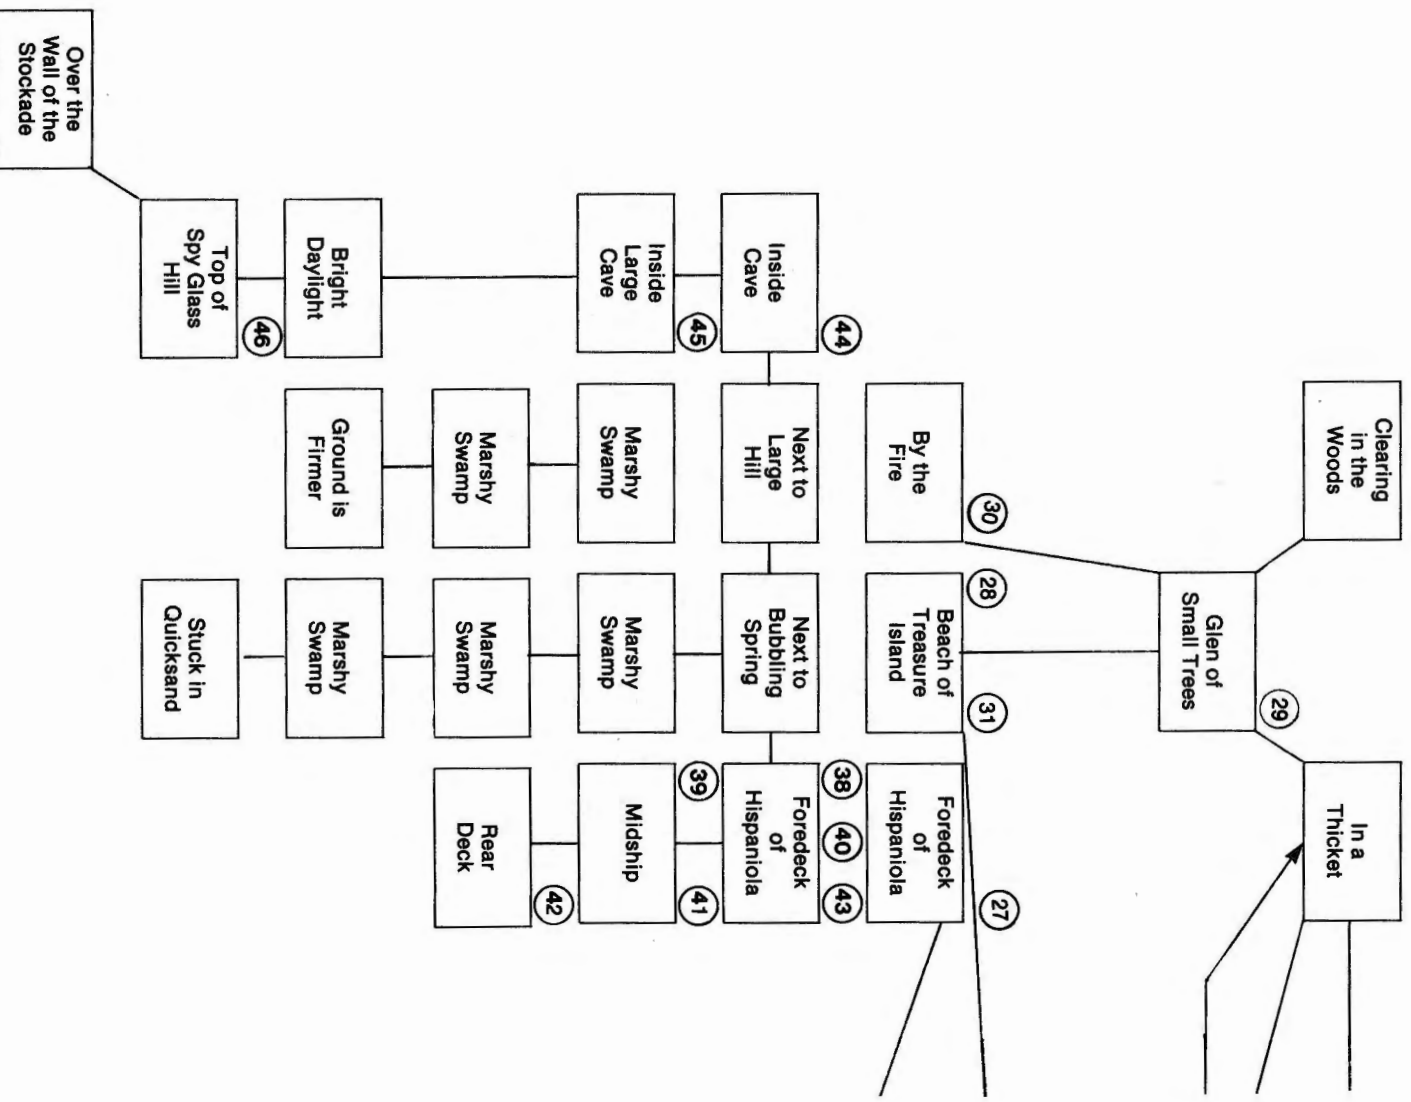 Clearing
in the
Woods
In a
Thicket
29
Glen of
Small Trees
30
28
31
27
By the
Fire
Beach of
Treasure
Island
Foredeck
of
Hispaniola
44
38
40
43
Inside
Cave
Next to
Large
Hill
Next to
Bubbling
Spring
Foredeck
of
Hispaniola
45
39
41
Inside
Large
Cave
Marshy
Swamp
Marshy
Swamp
Midship
42
Marshy
Swamp
Marshy
Swamp
Rear
Deck
Bright
Daylight
Ground is
Firmer
Marshy
Swamp
46
Top of
Spy Glass
Hill
Stuck in
Quicksand
Over the
Wall of the
Stockade